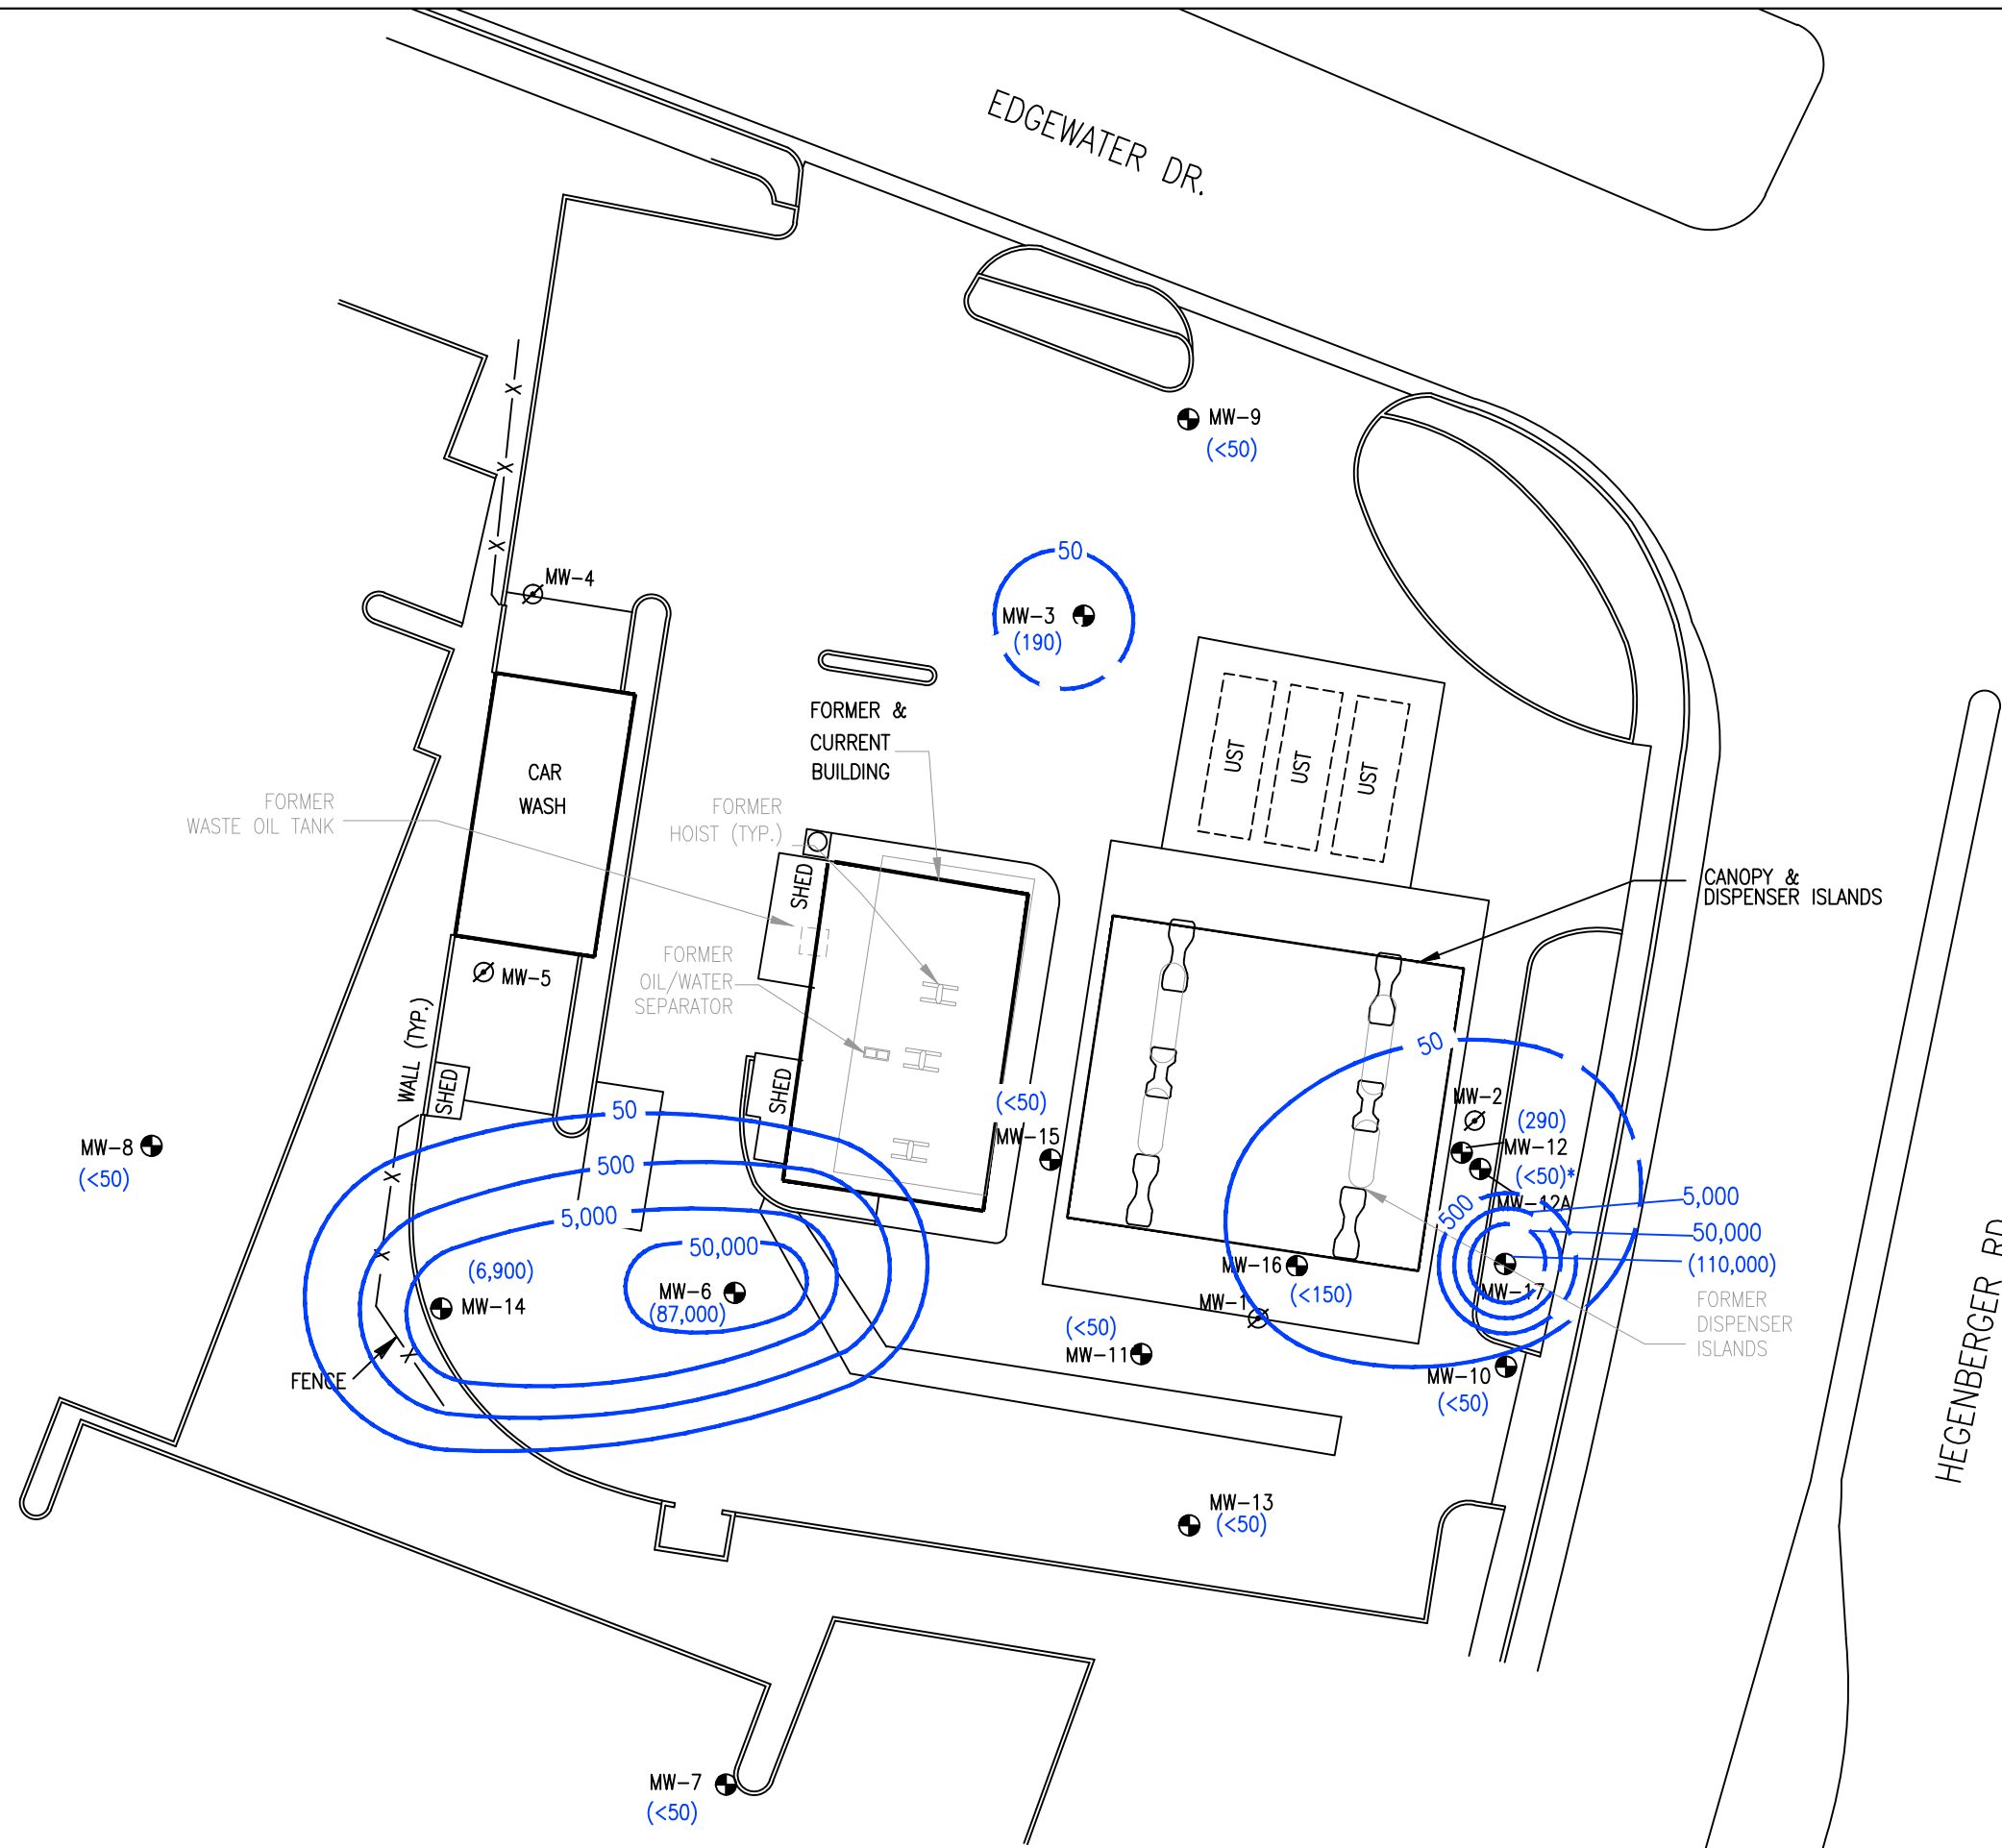 EDGEWATER DR.
MW-9
(<50)
50
MW-3
(190)
MW-4
UST
UST
UST
FORMER &
CURRENT
BUILDING
CAR
WASH
FORMER
WASTE OIL TANK
FORMER
HOIST (TYP.)
SHED
CANOPY &
DISPENSER ISLANDS
FORMER
OIL/WATER
SEPARATOR
MW-5
WALL (TYP.)
SHED
SHED
50
(<50)
MW-15
50
MW-2
(290)
MW-12
(<50)*
MW-12A
MW-8
(<50)
500
5,000
50,000
(6,900)
MW-14
MW-6
(87,000)
500
5,000
50,000
(110,000)
MW-17
MW-16
(<150)
MW-1
FORMER
DISPENSER
ISLANDS
(<50)
MW-11
MW-10
(<50)
FENCE
X
X
X
X
X
X
HEGENBERGER RD
MW-13
(<50)
MW-7
(<50)